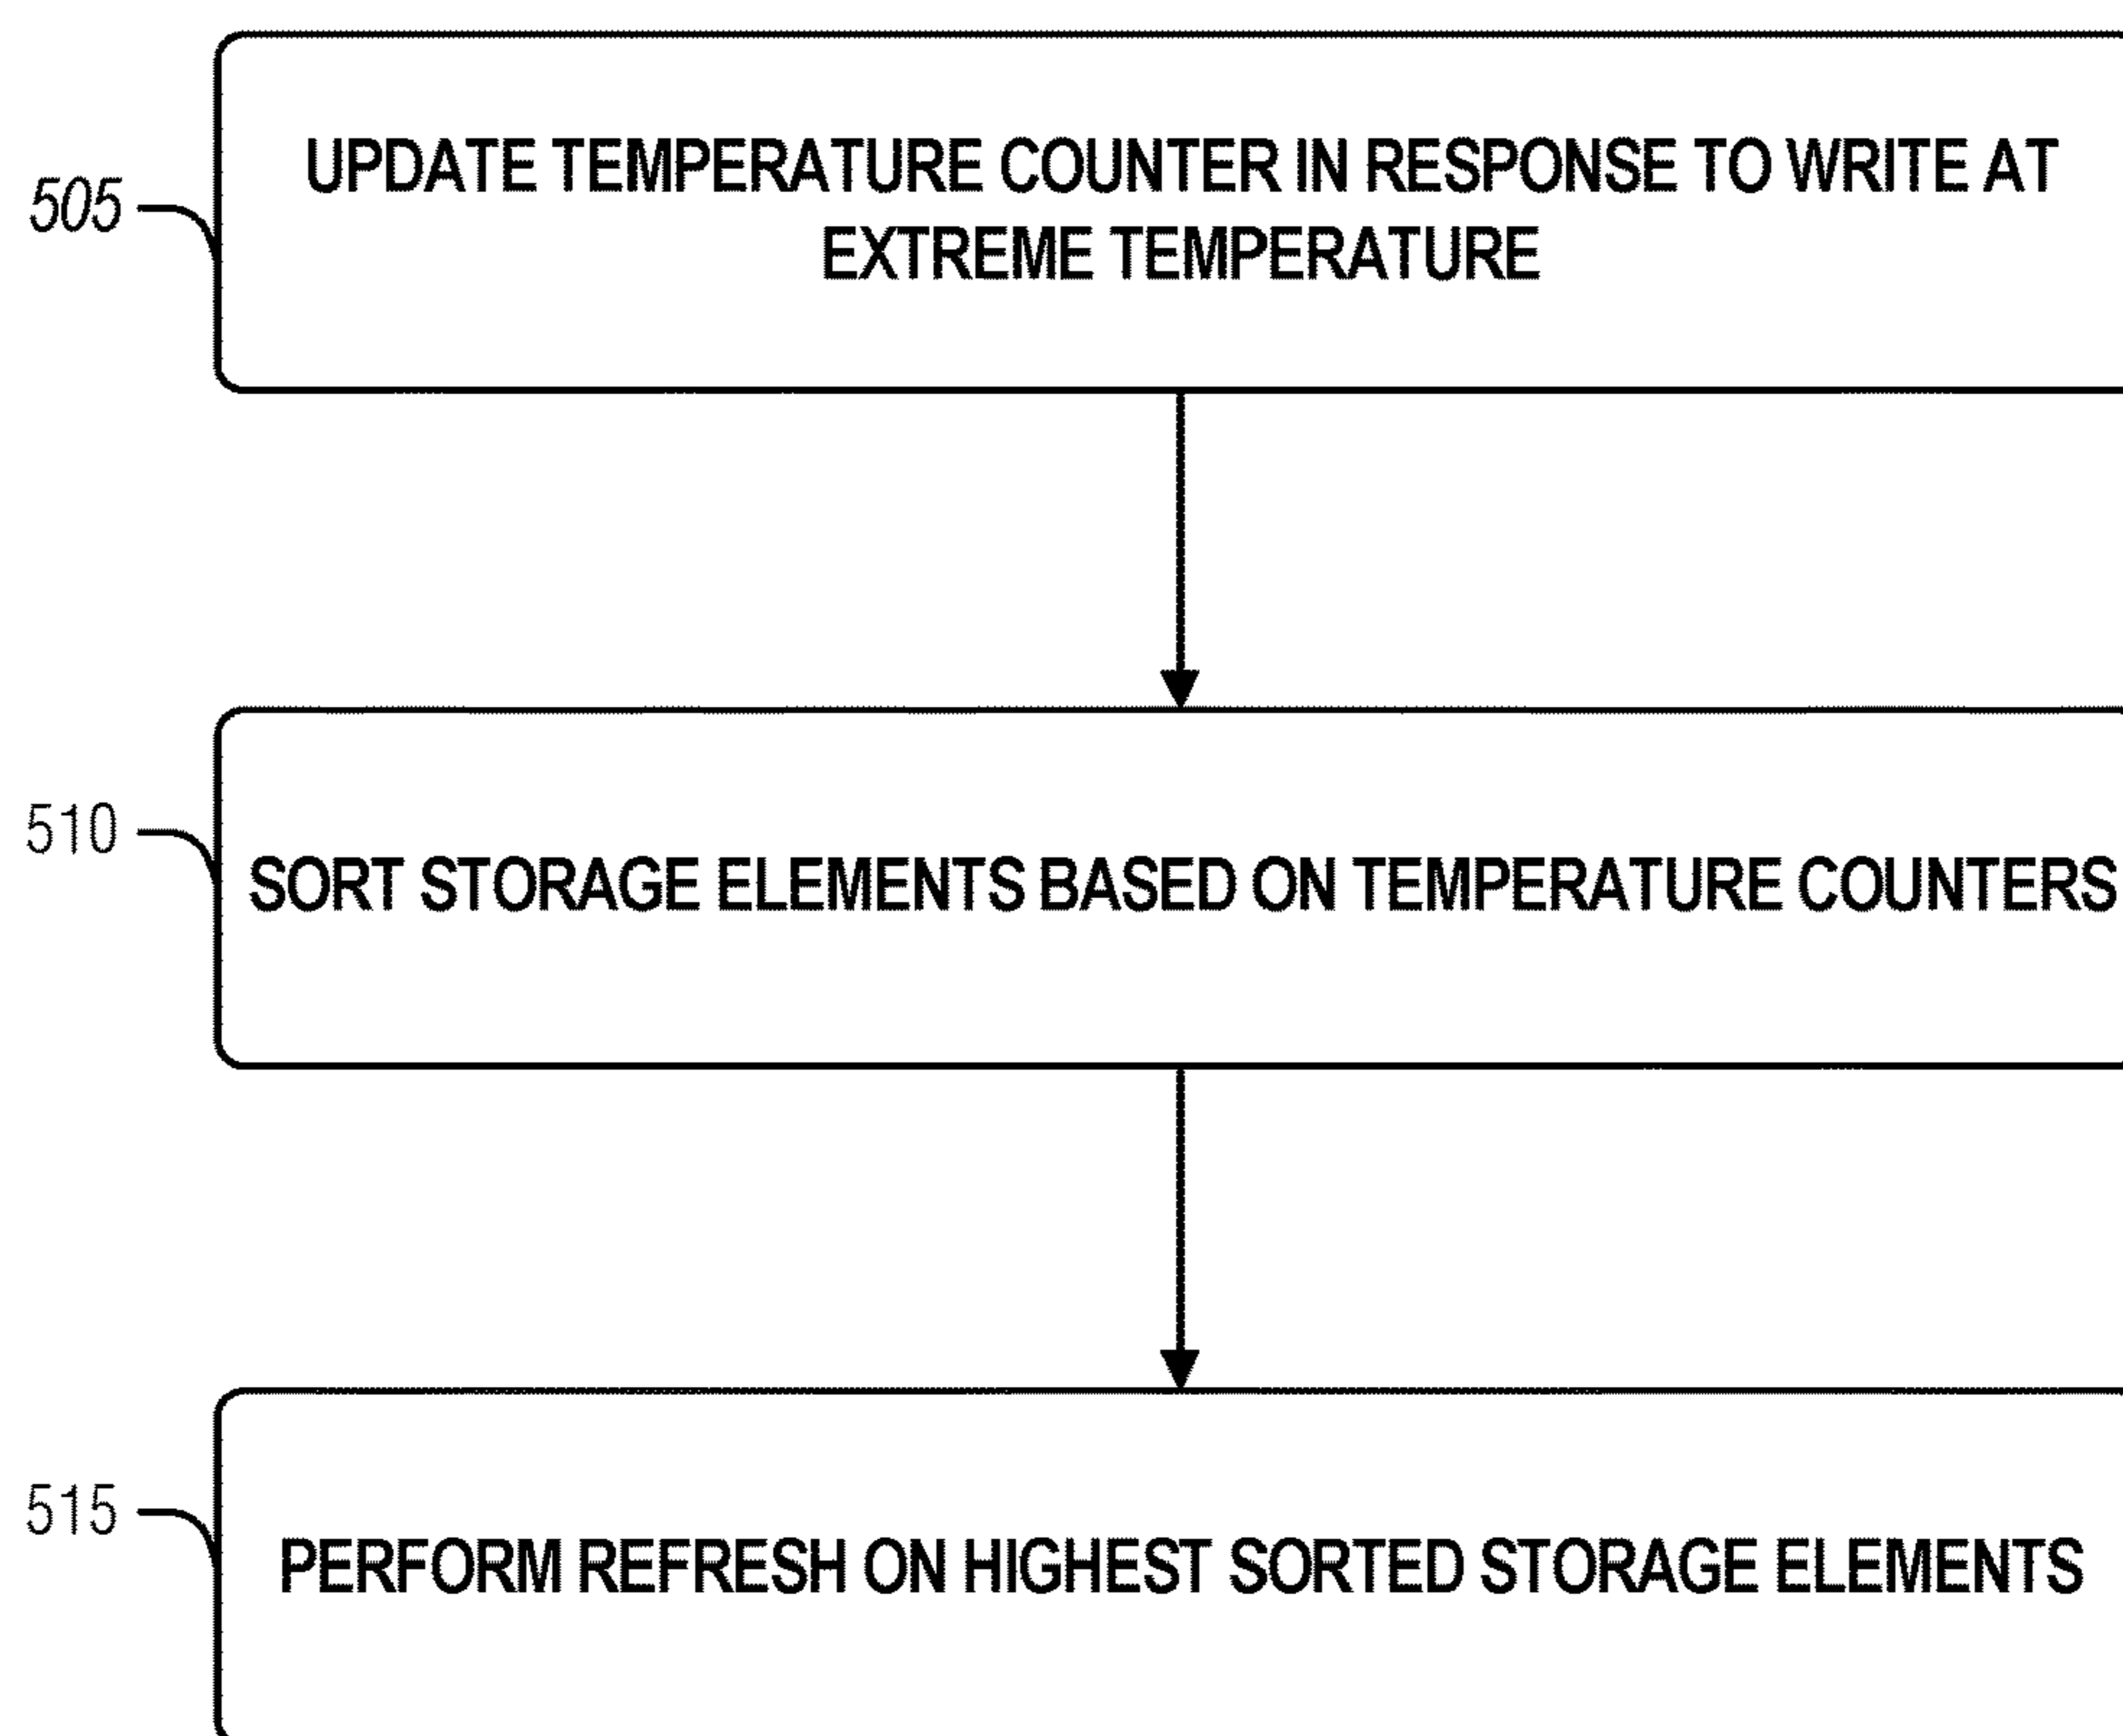 505
UPDATE TEMPERATURE COUNTER IN RESPONSE TO WRITE AT
EXTREME TEMPERATURE
510
SORT STORAGE ELEMENTS BASED ON TEMPERATURE COUNTERS
515
PERFORM REFRESH ON HIGHEST SORTED STORAGE ELEMENTS